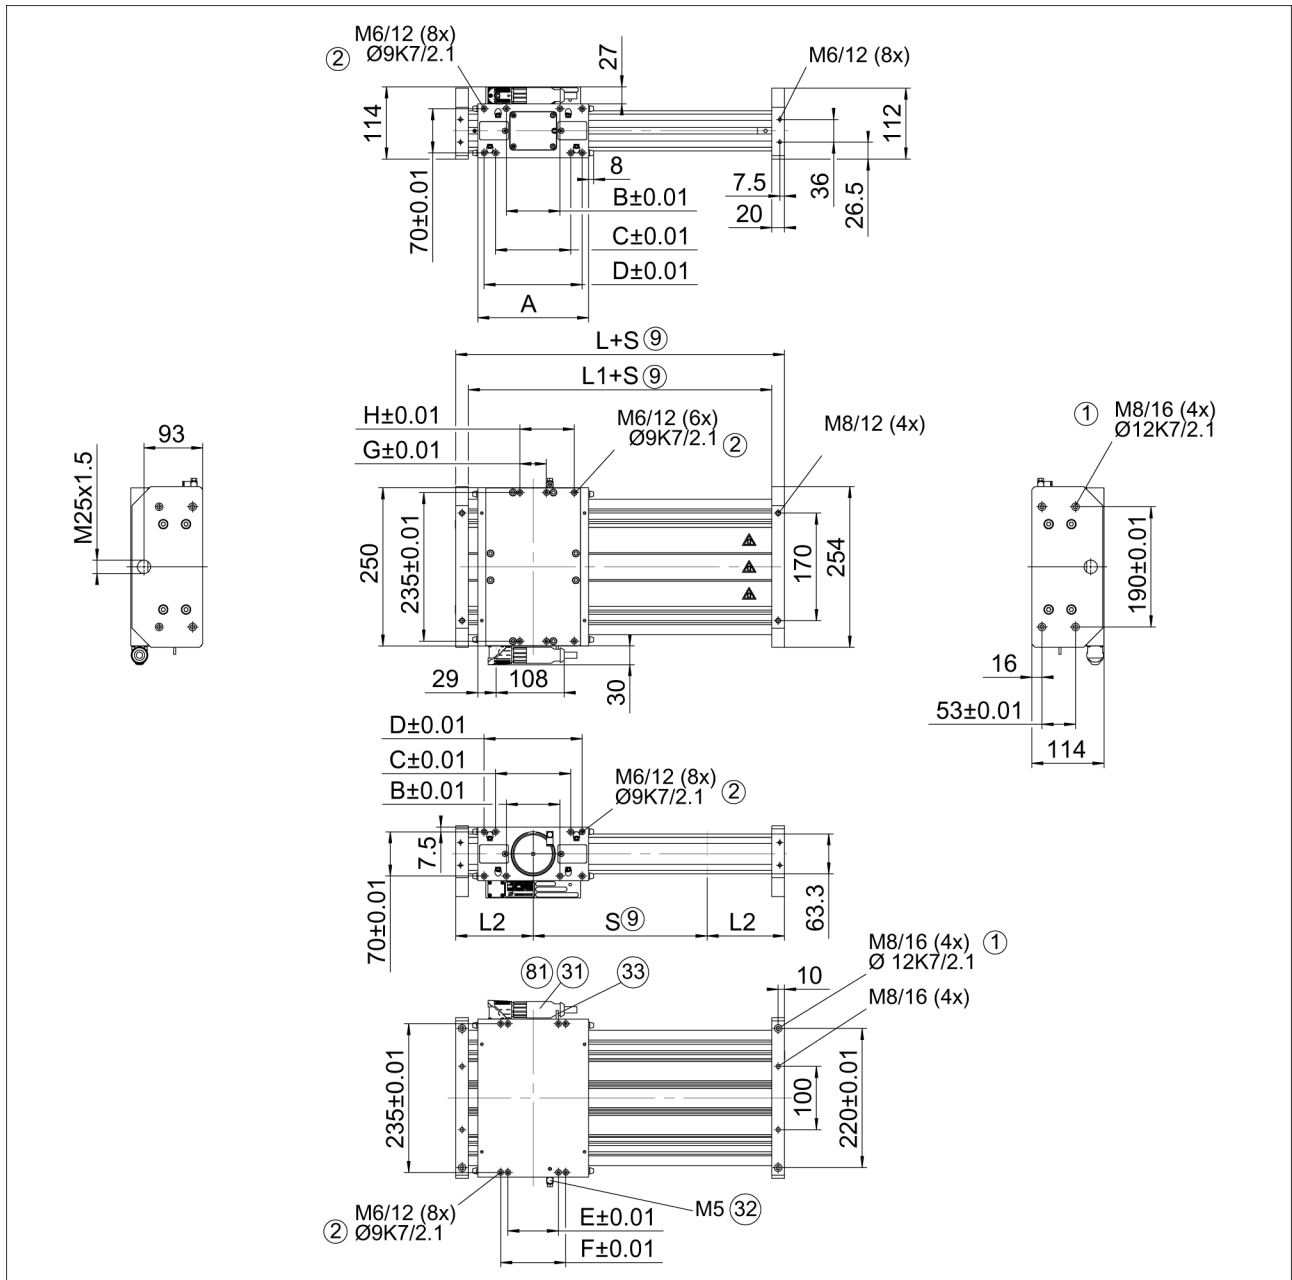 M6/12 (8x)
② Ø9K7/2.1
27
M6/12 (8x)
114
112
70±0.01
8
7.5
36
26.5
B±0.01
20
C±0.01
D±0.01
A
L+S ⑨
L1+S ⑨
H±0.01
M6/12 (6x)
Ø9K7/2.1 ②
M8/12 (4x)
① M8/16 (4x)
Ø12K7/2.1
93
G±0.01
M25x1.5
250
235±0.01
170
254
190±0.01
16
29
108
30
53±0.01
114
D±0.01
C±0.01
M6/12 (8x)
Ø9K7/2.1 ②
B±0.01
7.5
70±0.01
63.3
L2
S⑨
L2
M8/16 (4x) ①
Ø 12K7/2.1
81 31 33
10
M8/16 (4x)
235±0.01
100
220±0.01
M5 32
M6/12 (8x)
② Ø9K7/2.1
E±0.01
F±0.01